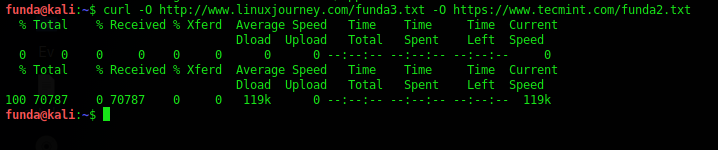 funda@kali:~$ curl -O http://www.linuxjourney.com/funda3.txt -O https://www.tecmint.com/funda2.txt
  % Total    % Received % Xferd  Average Speed   Time    Time     Time  Current
                                 Dload  Upload   Total   Spent    Left  Speed
  0     0    0     0    0     0      0      0 --:--:-- --:--:-- --:--:--     0
  % Total    % Received % Xferd  Average Speed   Time    Time     Time  Current
                                 Dload  Upload   Total   Spent    Left  Speed
100 70787    0 70787    0     0   119k      0 --:--:-- --:--:-- --:--:--  119k
funda@kali:~$